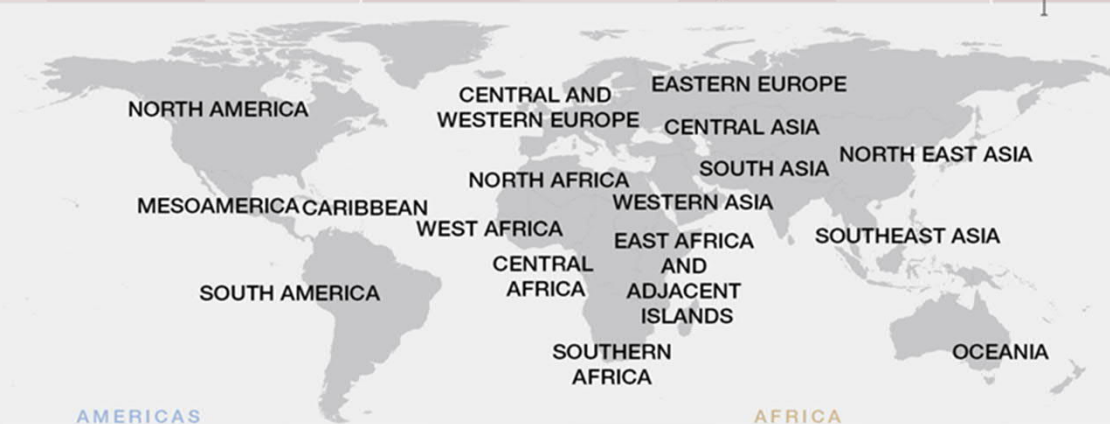 EASTERN EUROPE
CENTRAL AND
WESTERN EUROPE
NORTH AMERICA
CENTRAL ASIA
NORTH EAST ASIA
SOUTH ASIA
NORTH AFRICA
WESTERN ASIA
MESOAMERICA
CARIBBEAN
WEST AFRICA
SOUTHEAST ASIA
EAST AFRICA
AND
ADJACENT
ISLANDS
CENTRAL
AFRICA
SOUTH AMERICA
SOUTHERN
AFRICA
OCEANIA
AMERICAS
AFRICA